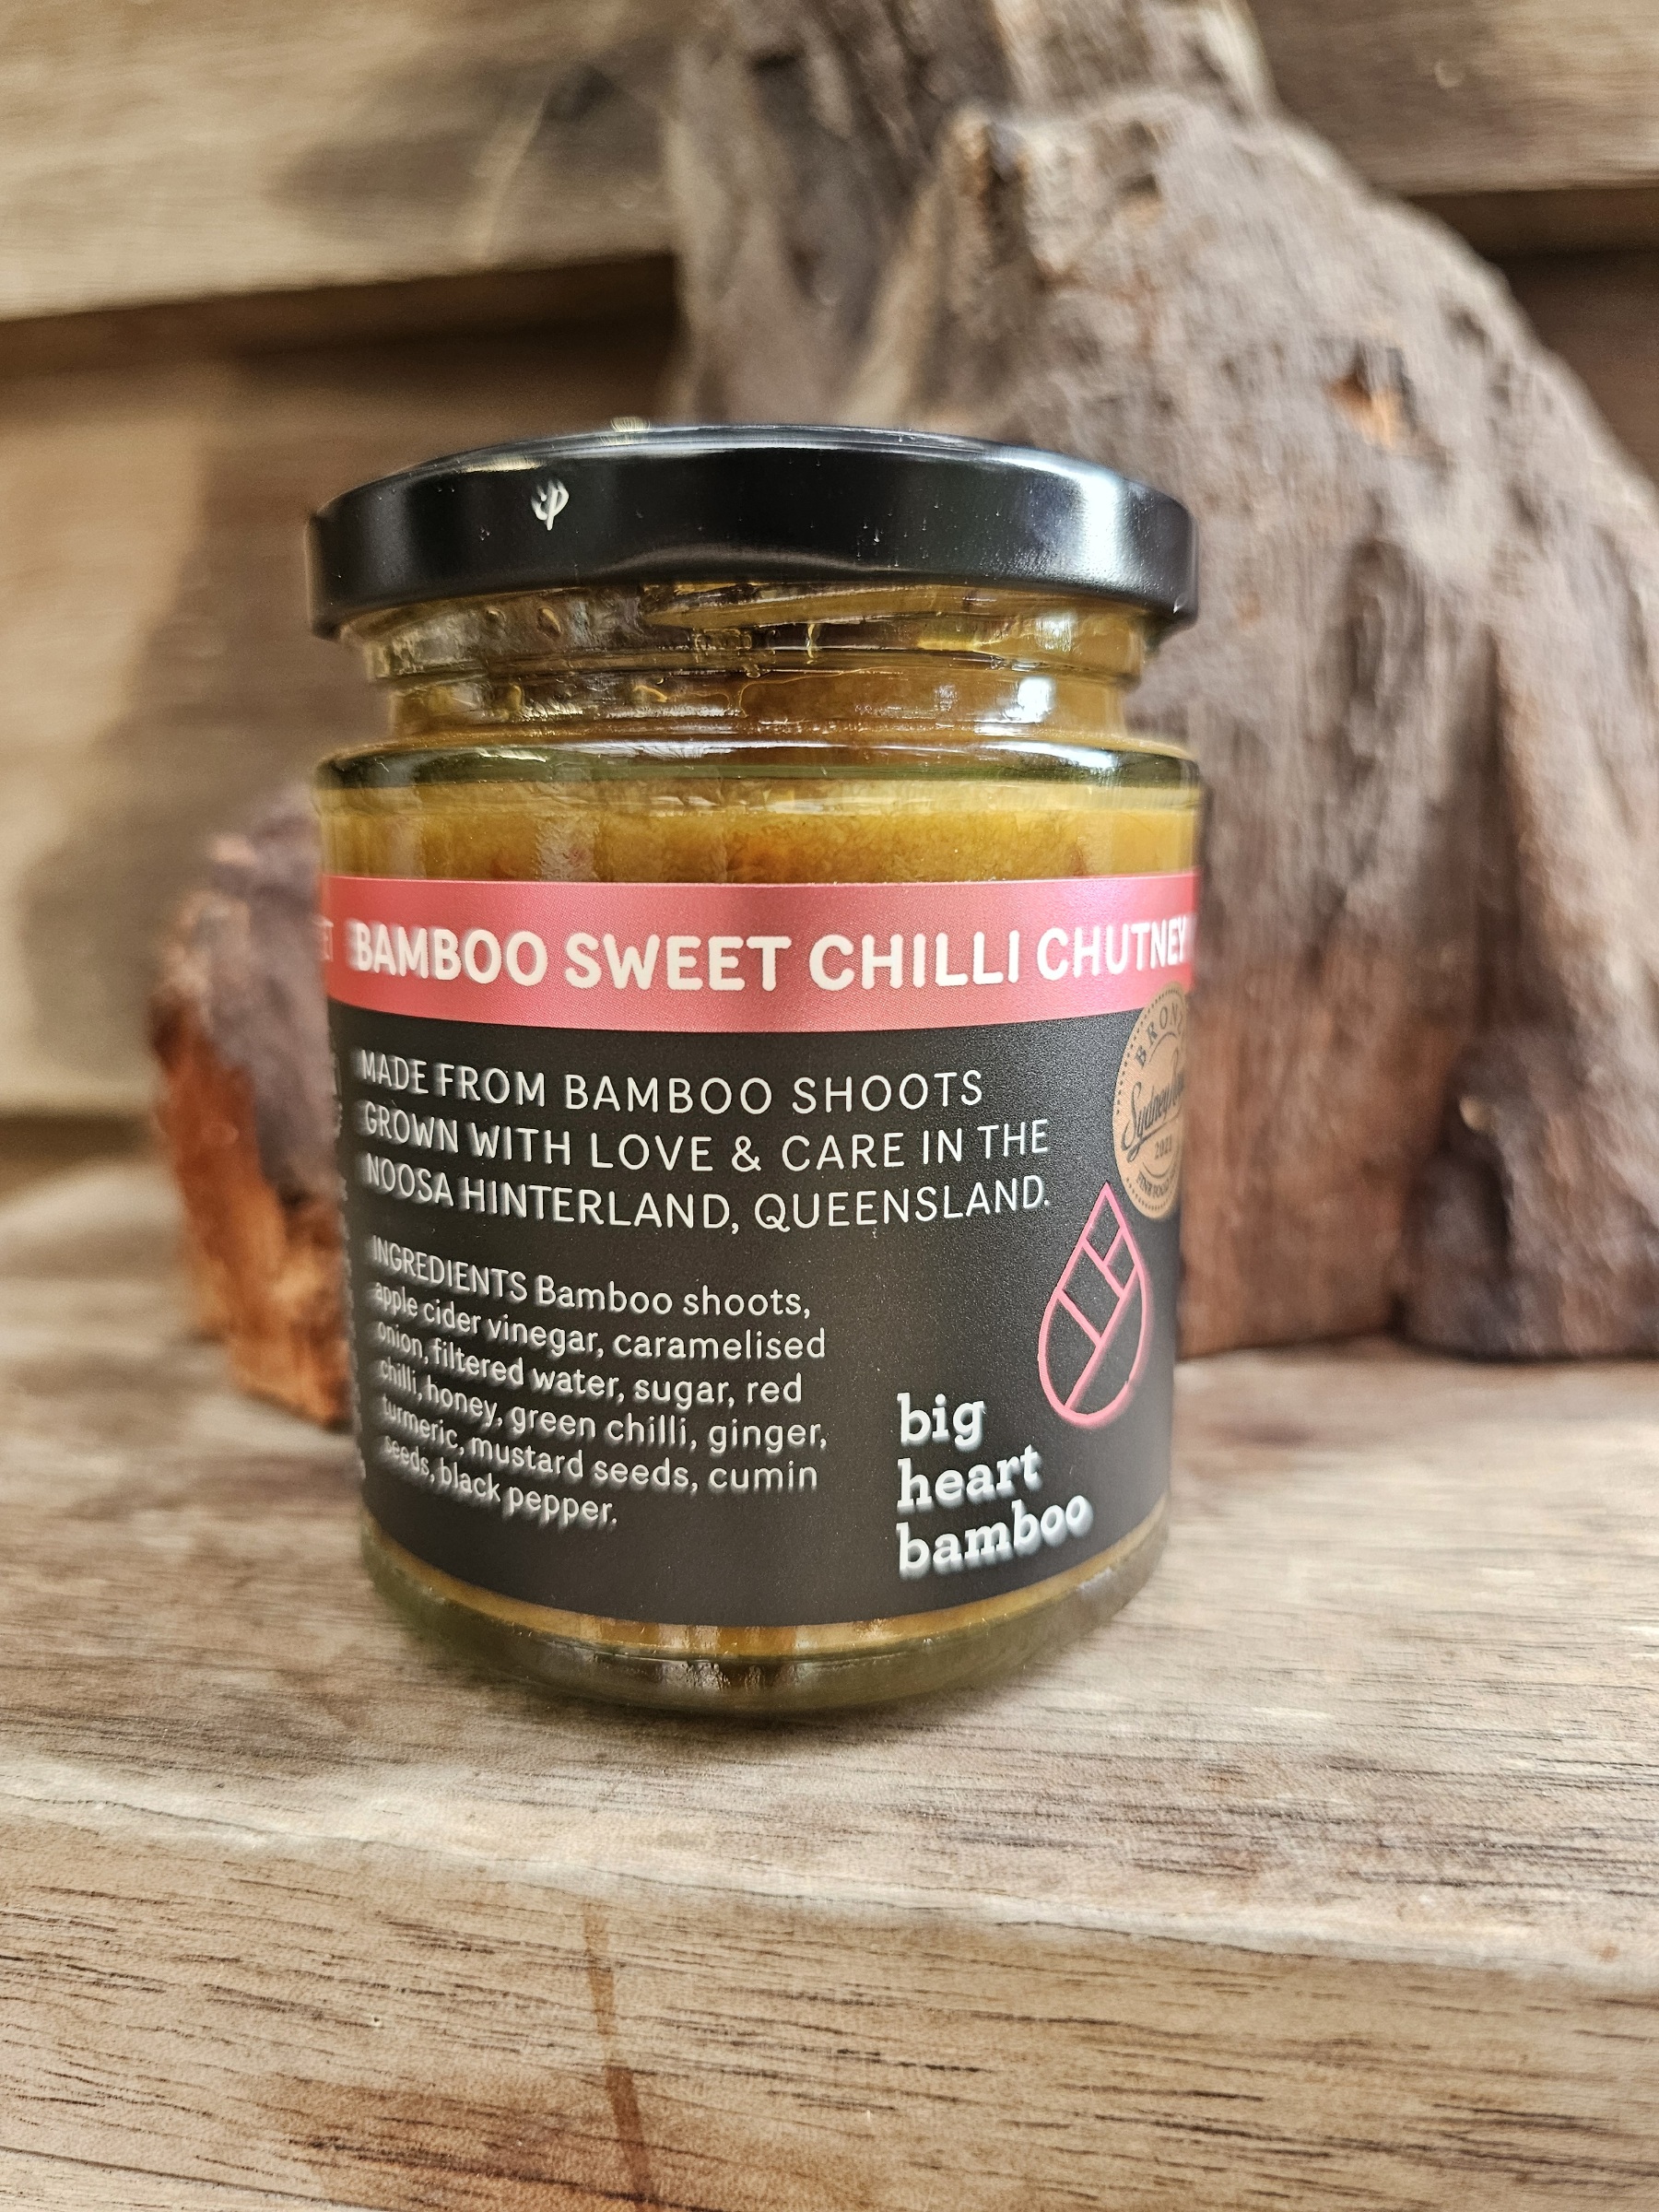 BAMBOO SWEET CHILLI CHUTNEY
MADE FROM BAMBOO SHOOTS
GROWN WITH LOVE & CARE IN THE
NOOSA HINTERLAND, QUEENSLAND.
INGREDIENTS Bamboo shoots,
apple cider vinegar, caramelised
onion, filtered water, sugar, red
chilli, honey, green chilli, ginger,
turmeric, mustard seeds, cumin
seeds, black pepper.
big
heart
bamboo
Sydney